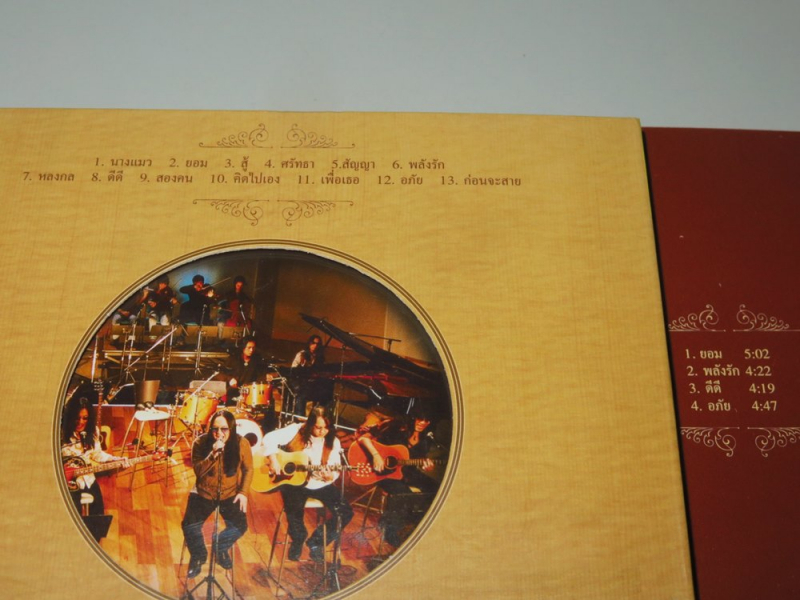 1. นางแมว 2. ยอม 3. สู้ 4. ศรัทธา 5.สัญญา 6. พลังรัก
7. หลงกล 8. ดีดี 9. สองคน 10. คิดไปเอง 11. เพื่อเธอ 12. อภัย 13. ก่อนจะสาย
1. ยอม 5:02
2. พลังรัก 4:22
3. ดีดี 4:19
4. อภัย 4:47